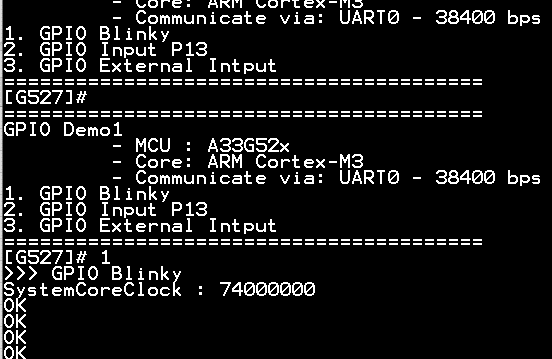 - Core: ARM Cortex-M3
- Communicate via: UART0 - 38400 bps
1. GPIO Blinky
2. GPIO Input P13
3. GPIO External Intput
========================================
[G527]#
========================================
GPIO Demo1
- MCU : A33G52x
- Core: ARM Cortex-M3
- Communicate via: UART0 - 38400 bps
1. GPIO Blinky
2. GPIO Input P13
3. GPIO External Intput
========================================
[G527]# 1
>>> GPIO Blinky
SystemCoreClock : 74000000
OK
OK
OK
OK